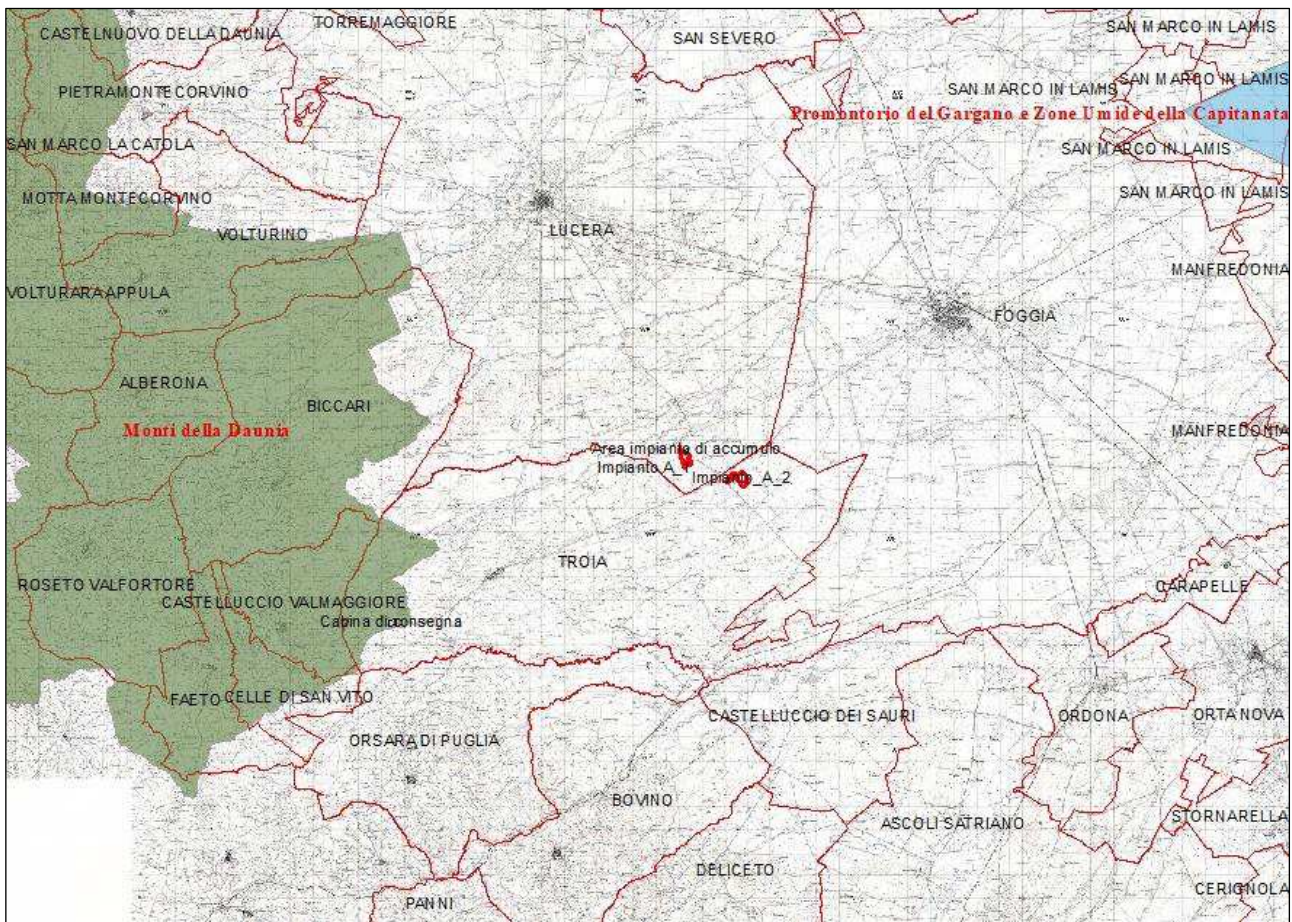 TORREMAGGIORE
CASTELNUOVO DELLA DAUNIA
SAN SEVERO
SAN MARCO IN LAMIS
PIETRAMONTECORVINO
SAN MARCO IN LAMIS
SAN MARCO IN LAMIS
Promontorio del Gargano e Zone Umide della Capitanata
SAN MARCO LA CATOLA
SAN MARCO IN LAMIS
MOTTA MONTECORVINO
SAN MARCO IN LAMIS
VOLTURINO
LUCERA
MANFREDONIA
VOLTURARA APPULA
FOGGIA
ALBERONA
BICCARI
Monti della Daunia
MANFREDONIA
Area impianto di accumulo
Impianto_A_
Impianto_A_2
TROIA
ROSETO VALFORTORE
CARAPELLE
CASTELLUCCIO VALMAGGIORE
Cabina di consegna
FAETO
CELLE DI SAN VITO
CASTELLUCCIO DEI SAURI
ORDONA
ORTA NOVA
ORSARA DI PUGLIA
BOVINO
ASCOLI SATRIANO
STORNARELLA
DELICETO
CERIGNOLA
PANNI